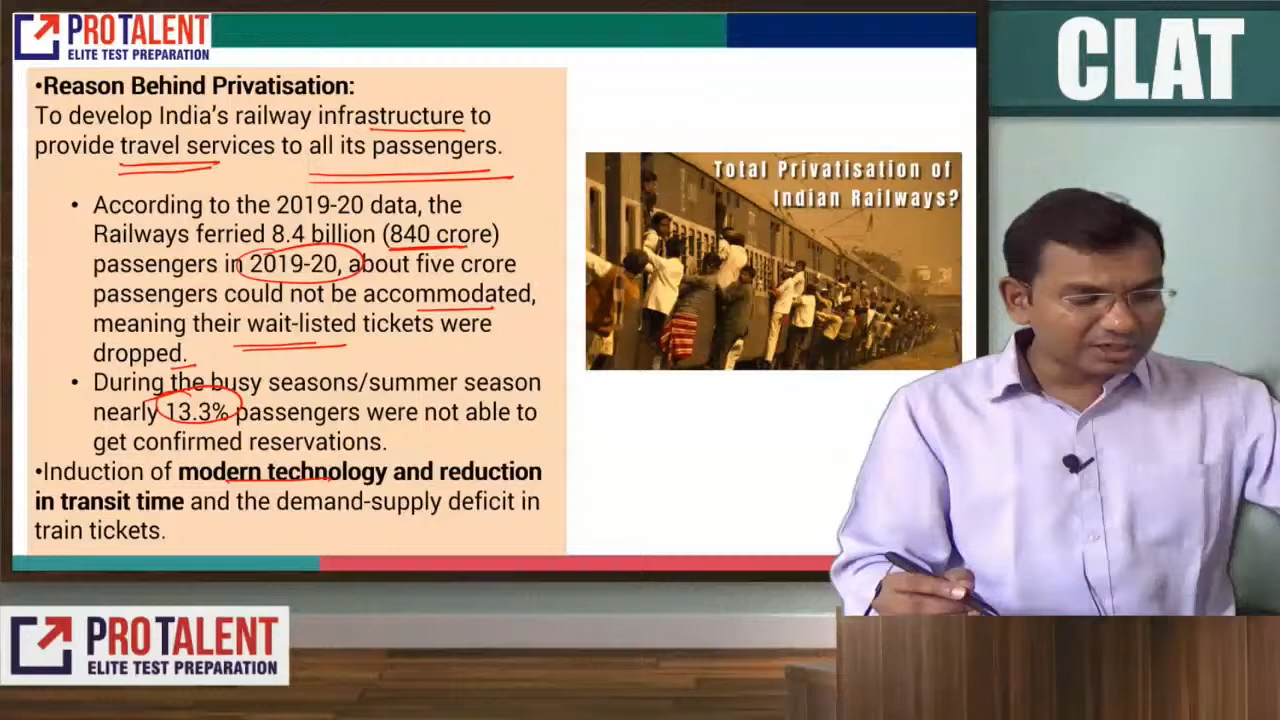 PROTALENT
ELITE TEST PREPARATION
•Reason Behind Privatisation:
To develop India's railway infrastructure to
provide travel services to all its passengers.
• According to the 2019-20 data, the
Railways ferried 8.4 billion (840 crore)
passengers in 2019-20, about five crore
passengers could not be accommodated,
meaning their wait-listed tickets were
dropped.
• During the busy seasons/summer season
nearly 13.3% passengers were not able to
get confirmed reservations.
•Induction of modern technology and reduction
in transit time and the demand-supply deficit in
train tickets.
Total Privatisation of
Indian Railways?
CLAT
PROTALENT
ELITE TEST PREPARATION